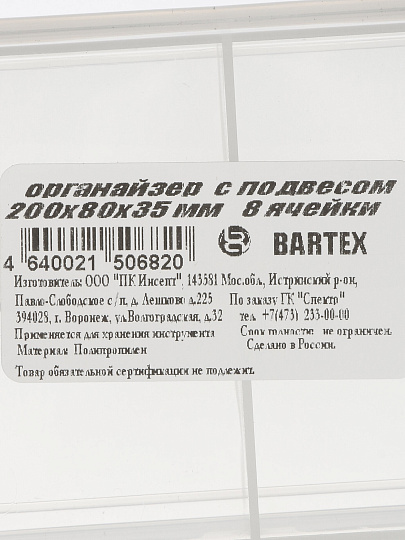 органайзер с подвесом
200х80х35 мм 8 ячейки
BARTEX
4 640021 506820
Изготовитель: ООО "ПК Инсепт", 143581 Мос.обл, Истринский р-он,
Павло-Слободское с/п, д. Лешково д.225 По заказу ГК "Спектр"
394028, г. Воронеж, ул.Волгоградская, д.32 тел. +7(473) 233-00-00
Применяется для хранения инструмента Срок годности: не ограничен.
Материал: Полипропилен Сделано в России.
Товар обязательной сертификации не подлежит.